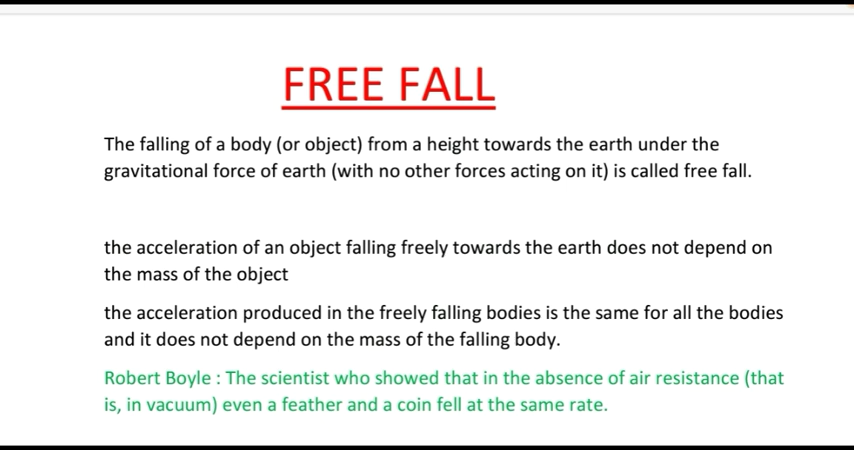 FREE FALL
The falling of a body (or object) from a height towards the earth under the
gravitational force of earth (with no other forces acting on it) is called free fall.
the acceleration of an object falling freely towards the earth does not depend on
the mass of the object
the acceleration produced in the freely falling bodies is the same for all the bodies
and it does not depend on the mass of the falling body.
Robert Boyle : The scientist who showed that in the absence of air resistance (that
is, in vacuum) even a feather and a coin fell at the same rate.